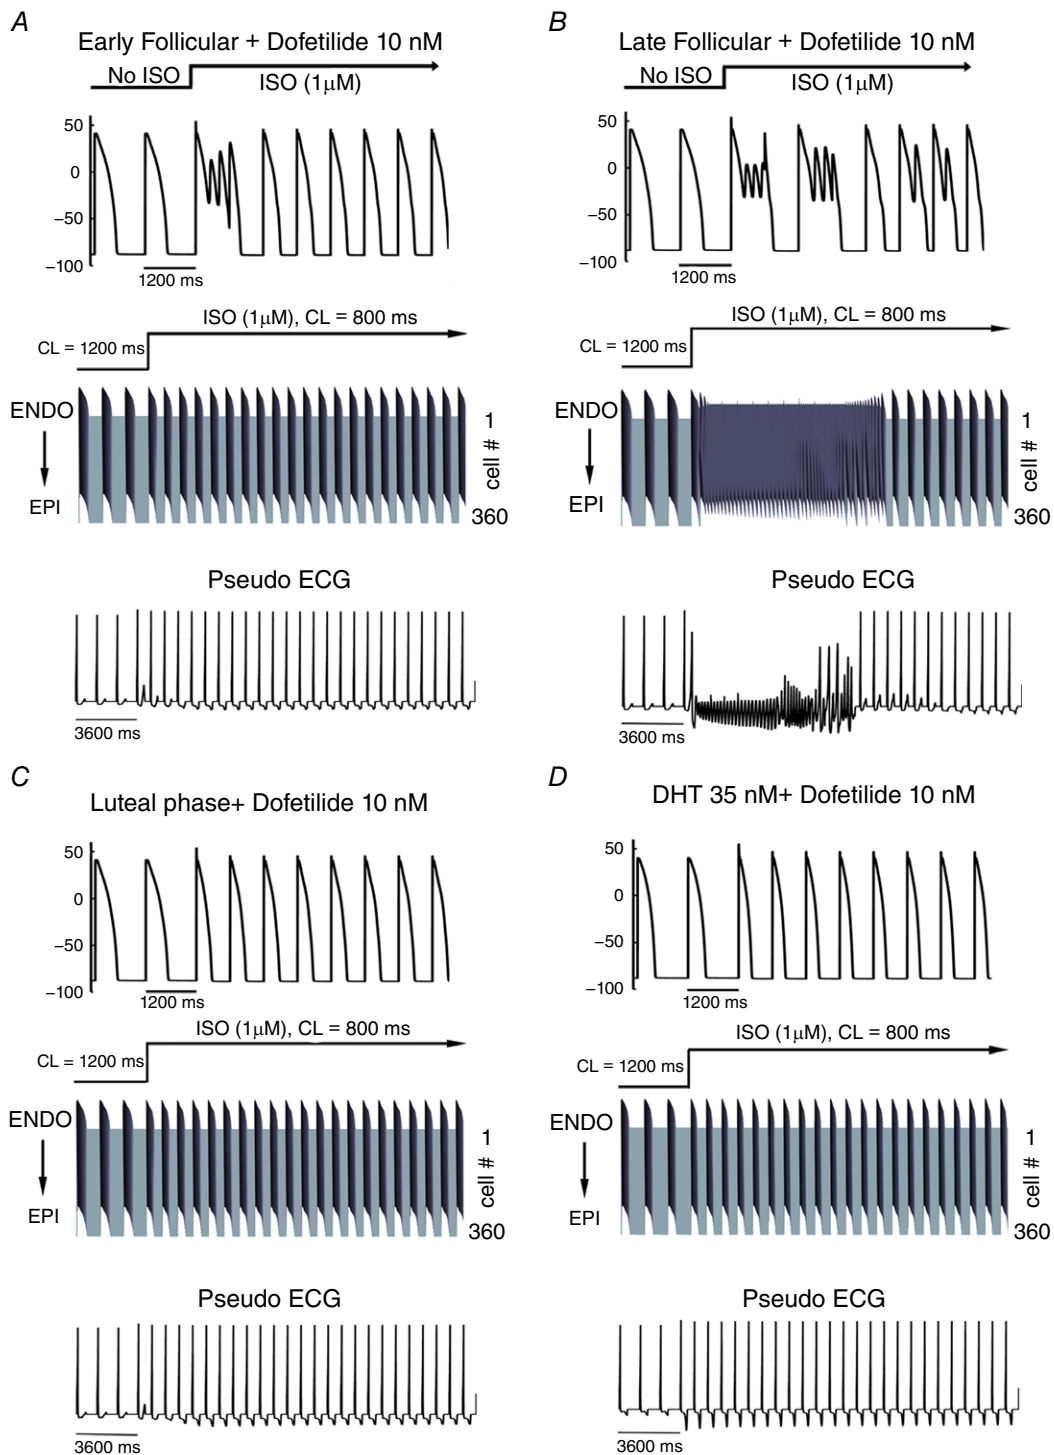 A
Early Follicular + Dofetilide 10 nM
No ISO
ISO (1μM)
50
0
−50
−100
1200 ms
ISO (1μM), CL = 800 ms
CL = 1200 ms
ENDO
EPI
1
cell #
360
Pseudo ECG
3600 ms
B
Late Follicular + Dofetilide 10 nM
No ISO
ISO (1μM)
50
0
−50
−100
1200 ms
ISO (1μM), CL = 800 ms
CL = 1200 ms
ENDO
EPI
1
cell #
360
Pseudo ECG
3600 ms
C
Luteal phase+ Dofetilide 10 nM
50
0
−50
−100
1200 ms
ISO (1μM), CL = 800 ms
CL = 1200 ms
ENDO
EPI
1
cell #
360
Pseudo ECG
3600 ms
D
DHT 35 nM+ Dofetilide 10 nM
50
0
−50
−100
1200 ms
ISO (1μM), CL = 800 ms
CL = 1200 ms
ENDO
EPI
1
cell #
360
Pseudo ECG
3600 ms